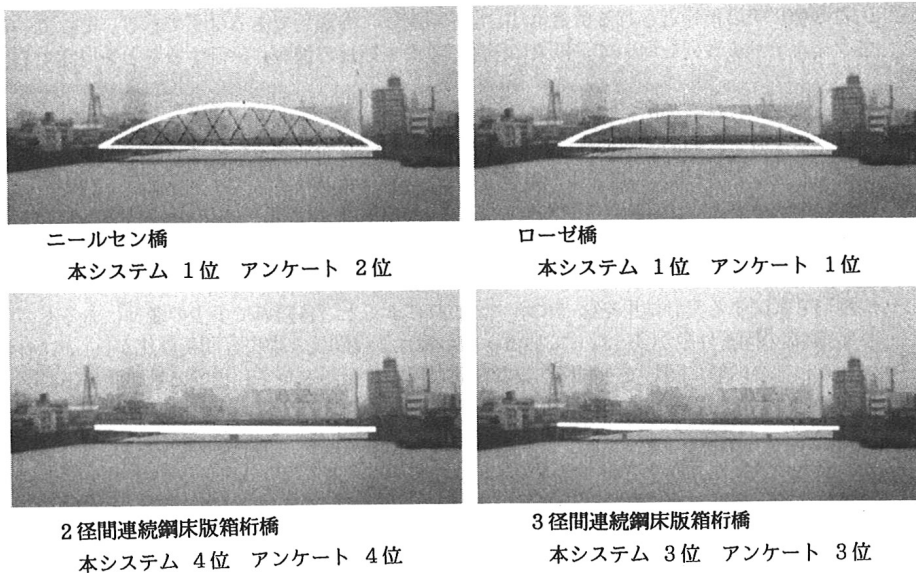 ニールセン橋
本システム 1位 アンケート 2位
ローゼ橋
本システム 1位 アンケート 1位
2径間連続鋼床版箱桁橋
本システム 4位 アンケート 4位
3径間連続鋼床版箱桁橋
本システム 3位 アンケート 3位